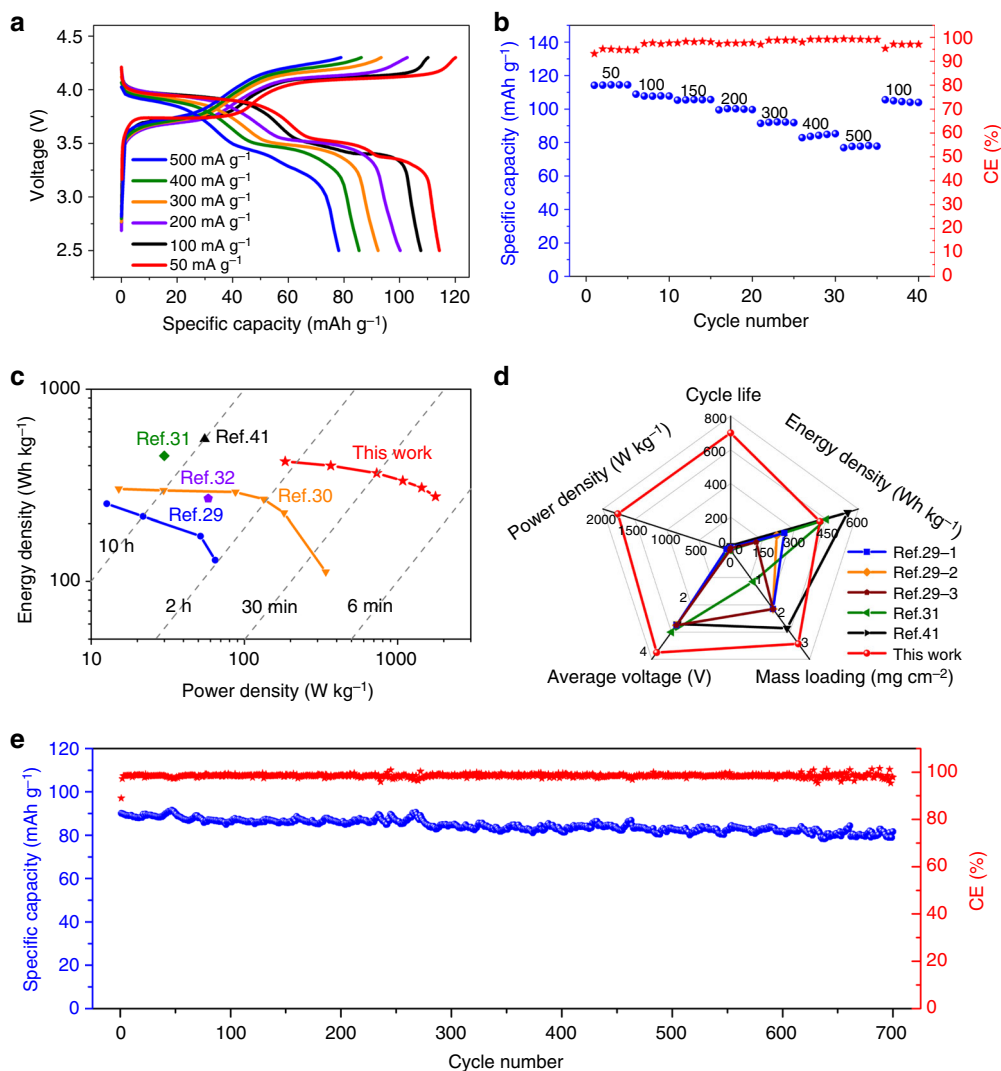 a
4.5
4.0
3.5
3.0
2.5
Voltage (V)
500 mA g⁻¹
400 mA g⁻¹
300 mA g⁻¹
200 mA g⁻¹
100 mA g⁻¹
50 mA g⁻¹
0 20 40 60 80 100 120
Specific capacity (mAh g⁻¹)
b
140
120
100
80
60
40
20
0
Specific capacity (mAh g⁻¹)
50
100
150
200
300
400
500
100
100
90
80
70
60
50
40
30
20
10
0
CE (%)
0 10 20 30 40
Cycle number
c
1000
100
Energy density (Wh kg⁻¹)
Ref.31
Ref.41
This work
Ref.32
Ref.30
Ref.29
10 h
2 h
30 min
6 min
10 100 1000
Power density (W kg⁻¹)
d
Cycle life
800
600
400
200
0
Energy density (Wh kg⁻¹)
600
450
300
150
0
Power density (W kg⁻¹)
2000
1500
1000
500
0
1
2
3
Mass loading (mg cm⁻²)
2
4
Average voltage (V)
Ref.29–1
Ref.29–2
Ref.29–3
Ref.31
Ref.41
This work
e
120
100
80
60
40
20
0
Specific capacity (mAh g⁻¹)
100
80
60
40
20
0
CE (%)
0 100 200 300 400 500 600 700
Cycle number